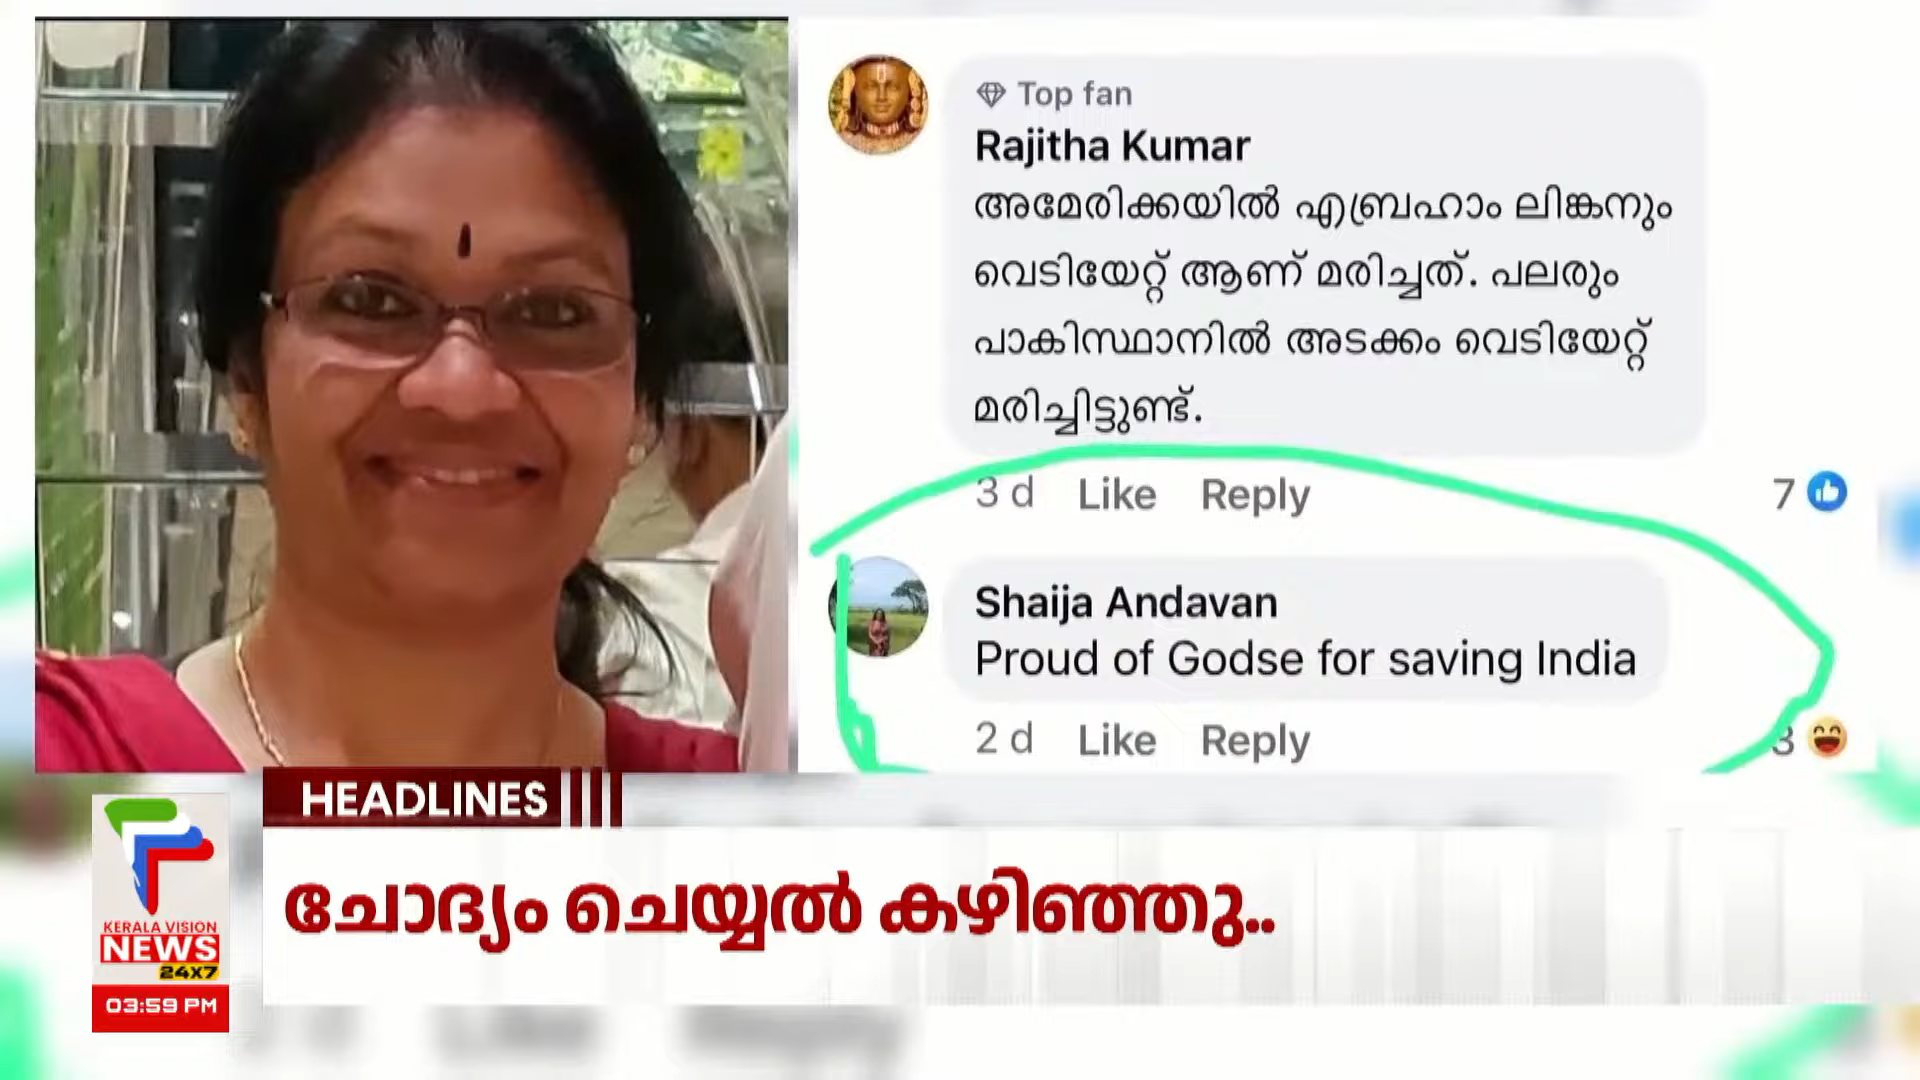 Top fan
Rajitha Kumar
അമേരിക്കയിൽ എബ്രഹാം ലിങ്കനും
വെടിയേറ്റ് ആണ് മരിച്ചത്. പലരും
പാകിസ്ഥാനിൽ അടക്കം വെടിയേറ്റ്
മരിച്ചിട്ടുണ്ട്.
3 d Like Reply 7
Shaija Andavan
Proud of Godse for saving India
2 d Like Reply 3
HEADLINES
ചോദ്യം ചെയ്യൽ കഴിഞ്ഞു..
KERALA VISION
NEWS
24X7
03:59 PM